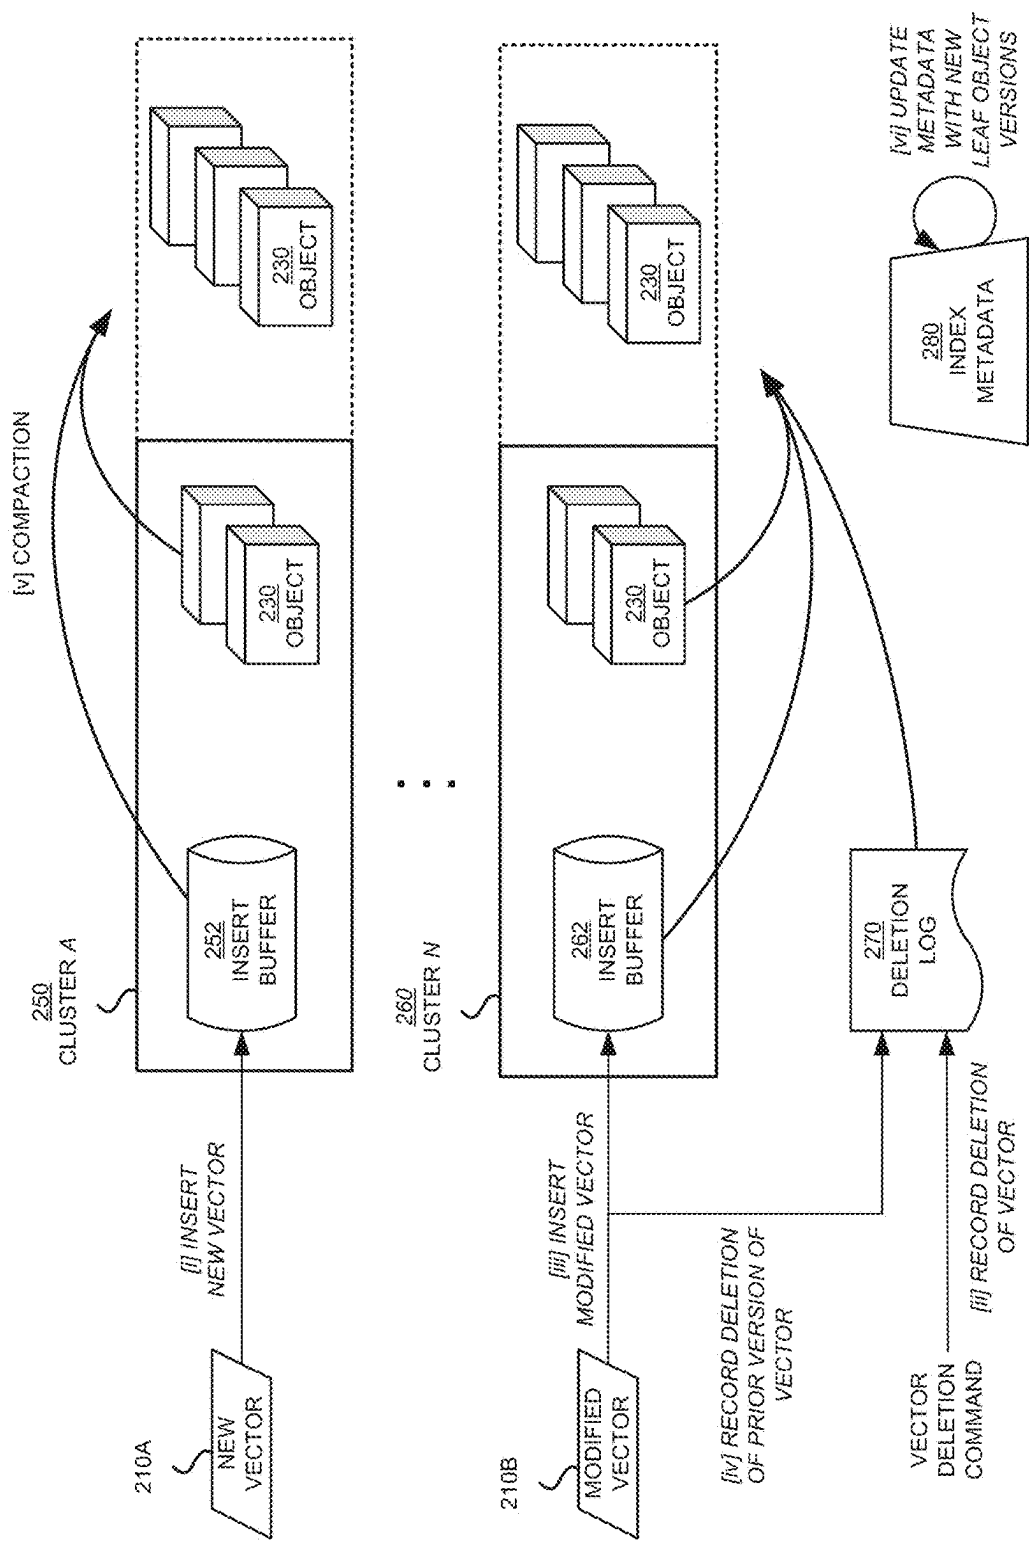 210A
NEW
VECTOR
[i] INSERT
NEW VECTOR
250
CLUSTER A
252
INSERT
BUFFER
[v] COMPACTION
230
OBJECT
230
OBJECT
210B
MODIFIED
VECTOR
[iii] INSERT
MODIFIED VECTOR
260
CLUSTER N
262
INSERT
BUFFER
230
OBJECT
230
OBJECT
[iv] RECORD DELETION
OF PRIOR VERSION OF
VECTOR
VECTOR
DELETION
COMMAND
[ii] RECORD DELETION
OF VECTOR
270
DELETION
LOG
280
INDEX
METADATA
[vi] UPDATE
METADATA
WITH NEW
LEAF OBJECT
VERSIONS